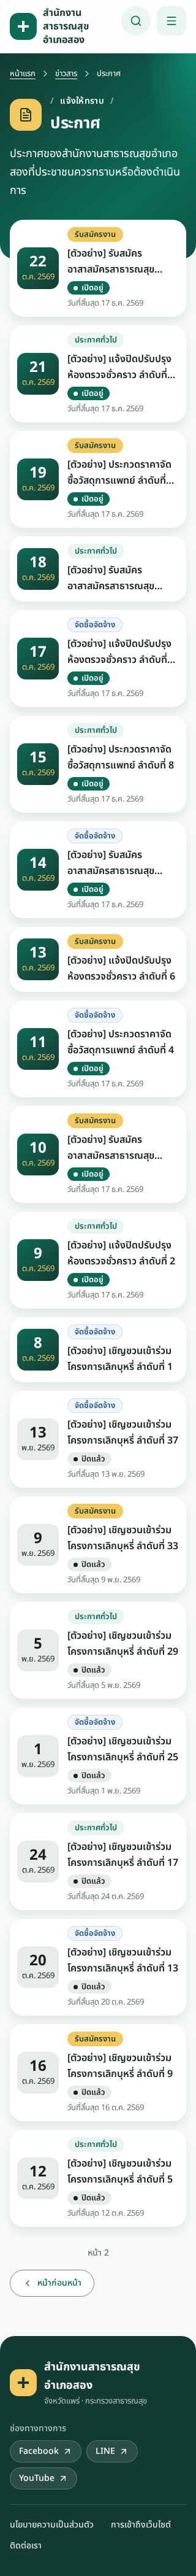 สำนักงาน
สาธารณสุข
อำเภอสอง
หน้าแรก > ข่าวสาร > ประกาศ
/ แจ้งให้ทราบ /
ประกาศ
ประกาศของสำนักงานสาธารณสุขอำเภอ
สองที่ประชาชนควรทราบหรือต้องดำเนิน
การ
22
ต.ค. 2569
รับสมัครงาน
[ตัวอย่าง] รับสมัคร
อาสาสมัครสาธารณสุข…
เปิดอยู่
วันที่สิ้นสุด 17 ธ.ค. 2569
21
ต.ค. 2569
ประกาศทั่วไป
[ตัวอย่าง] แจ้งปิดปรับปรุง
ห้องตรวจชั่วคราว ลำดับที่…
เปิดอยู่
วันที่สิ้นสุด 17 ธ.ค. 2569
19
ต.ค. 2569
รับสมัครงาน
[ตัวอย่าง] ประกวดราคาจัด
ซื้อวัสดุการแพทย์ ลำดับที่…
เปิดอยู่
วันที่สิ้นสุด 17 ธ.ค. 2569
18
ต.ค. 2569
ประกาศทั่วไป
[ตัวอย่าง] รับสมัคร
อาสาสมัครสาธารณสุข…
17
ต.ค. 2569
จัดซื้อจัดจ้าง
[ตัวอย่าง] แจ้งปิดปรับปรุง
ห้องตรวจชั่วคราว ลำดับที่…
เปิดอยู่
วันที่สิ้นสุด 17 ธ.ค. 2569
15
ต.ค. 2569
ประกาศทั่วไป
[ตัวอย่าง] ประกวดราคาจัด
ซื้อวัสดุการแพทย์ ลำดับที่ 8
เปิดอยู่
วันที่สิ้นสุด 17 ธ.ค. 2569
14
ต.ค. 2569
จัดซื้อจัดจ้าง
[ตัวอย่าง] รับสมัคร
อาสาสมัครสาธารณสุข…
เปิดอยู่
วันที่สิ้นสุด 17 ธ.ค. 2569
13
ต.ค. 2569
รับสมัครงาน
[ตัวอย่าง] แจ้งปิดปรับปรุง
ห้องตรวจชั่วคราว ลำดับที่ 6
11
ต.ค. 2569
จัดซื้อจัดจ้าง
[ตัวอย่าง] ประกวดราคาจัด
ซื้อวัสดุการแพทย์ ลำดับที่ 4
เปิดอยู่
วันที่สิ้นสุด 17 ธ.ค. 2569
10
ต.ค. 2569
รับสมัครงาน
[ตัวอย่าง] รับสมัคร
อาสาสมัครสาธารณสุข…
เปิดอยู่
วันที่สิ้นสุด 17 ธ.ค. 2569
9
ต.ค. 2569
ประกาศทั่วไป
[ตัวอย่าง] แจ้งปิดปรับปรุง
ห้องตรวจชั่วคราว ลำดับที่ 2
เปิดอยู่
วันที่สิ้นสุด 17 ธ.ค. 2569
8
ต.ค. 2569
จัดซื้อจัดจ้าง
[ตัวอย่าง] เชิญชวนเข้าร่วม
โครงการเลิกบุหรี่ ลำดับที่ 1
13
พ.ย. 2569
จัดซื้อจัดจ้าง
[ตัวอย่าง] เชิญชวนเข้าร่วม
โครงการเลิกบุหรี่ ลำดับที่ 37
ปิดแล้ว
วันที่สิ้นสุด 13 พ.ย. 2569
9
พ.ย. 2569
รับสมัครงาน
[ตัวอย่าง] เชิญชวนเข้าร่วม
โครงการเลิกบุหรี่ ลำดับที่ 33
ปิดแล้ว
วันที่สิ้นสุด 9 พ.ย. 2569
5
พ.ย. 2569
ประกาศทั่วไป
[ตัวอย่าง] เชิญชวนเข้าร่วม
โครงการเลิกบุหรี่ ลำดับที่ 29
ปิดแล้ว
วันที่สิ้นสุด 5 พ.ย. 2569
1
พ.ย. 2569
จัดซื้อจัดจ้าง
[ตัวอย่าง] เชิญชวนเข้าร่วม
โครงการเลิกบุหรี่ ลำดับที่ 25
ปิดแล้ว
วันที่สิ้นสุด 1 พ.ย. 2569
24
ต.ค. 2569
ประกาศทั่วไป
[ตัวอย่าง] เชิญชวนเข้าร่วม
โครงการเลิกบุหรี่ ลำดับที่ 17
ปิดแล้ว
วันที่สิ้นสุด 24 ต.ค. 2569
20
ต.ค. 2569
จัดซื้อจัดจ้าง
[ตัวอย่าง] เชิญชวนเข้าร่วม
โครงการเลิกบุหรี่ ลำดับที่ 13
ปิดแล้ว
วันที่สิ้นสุด 20 ต.ค. 2569
16
ต.ค. 2569
รับสมัครงาน
[ตัวอย่าง] เชิญชวนเข้าร่วม
โครงการเลิกบุหรี่ ลำดับที่ 9
ปิดแล้ว
วันที่สิ้นสุด 16 ต.ค. 2569
12
ต.ค. 2569
ประกาศทั่วไป
[ตัวอย่าง] เชิญชวนเข้าร่วม
โครงการเลิกบุหรี่ ลำดับที่ 5
ปิดแล้ว
วันที่สิ้นสุด 12 ต.ค. 2569
หน้า 2
ก่อนหน้า
สำนักงานสาธารณสุข
อำเภอสอง
จังหวัดแพร่ · กระทรวงสาธารณสุข
ช่องทางทางการ
Facebook
LINE
YouTube
นโยบายความเป็นส่วนตัว การเข้าถึงเว็บไซต์
ติดต่อเรา